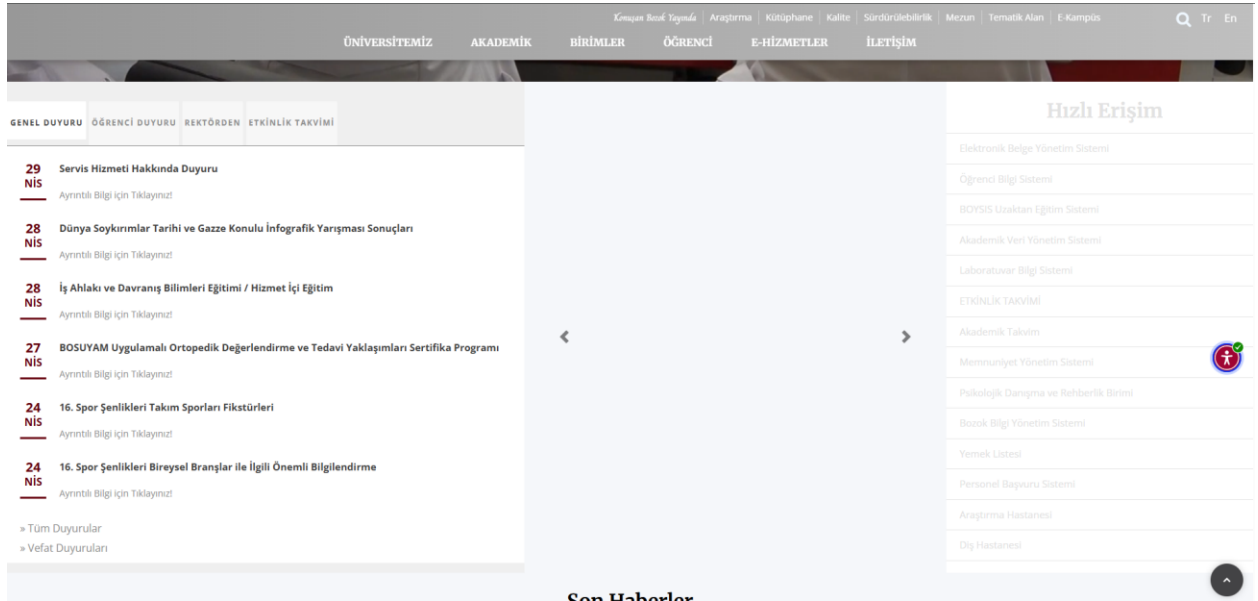 Konuşan Bozok Yayında Araştırma Kütüphane Kalite Sürdürülebilirlik Mezun Tematik Alan E-Kampüs Tr En
ÜNİVERSİTEMİZ AKADEMİK BİRİMLER ÖĞRENCİ E-HİZMETLER İLETİŞİM
GENEL DUYURU ÖĞRENCİ DUYURU REKTÖRDEN ETKİNLİK TAKVİMİ
29 NİS
Servis Hizmeti Hakkında Duyuru
Ayrıntılı Bilgi için Tıklayınız!
28 NİS
Dünya Soykırımlar Tarihi ve Gazze Konulu İnfografik Yarışması Sonuçları
Ayrıntılı Bilgi için Tıklayınız!
28 NİS
İş Ahlakı ve Davranış Bilimleri Eğitimi / Hizmet İçi Eğitim
Ayrıntılı Bilgi için Tıklayınız!
27 NİS
BOSUYAM Uygulamalı Ortopedik Değerlendirme ve Tedavi Yaklaşımları Sertifika Programı
Ayrıntılı Bilgi için Tıklayınız!
24 NİS
16. Spor Şenlikleri Takım Sporları Fikstürleri
Ayrıntılı Bilgi için Tıklayınız!
24 NİS
16. Spor Şenlikleri Bireysel Branşlar ile İlgili Önemli Bilgilendirme
Ayrıntılı Bilgi için Tıklayınız!
» Tüm Duyurular
» Vefat Duyuruları
Hızlı Erişim
Elektronik Belge Yönetim Sistemi
Öğrenci Bilgi Sistemi
BOYSİS Uzaktan Eğitim Sistemi
Akademik Veri Yönetim Sistemi
Laboratuvar Bilgi Sistemi
ETKİNLİK TAKVİMİ
Akademik Takvim
Memnuniyet Yönetim Sistemi
Psikolojik Danışma ve Rehberlik Birimi
Bozok Bilgi Yönetim Sistemi
Yemek Listesi
Personel Başvuru Sistemi
Araştırma Hastanesi
Diş Hastanesi
Son Haberler